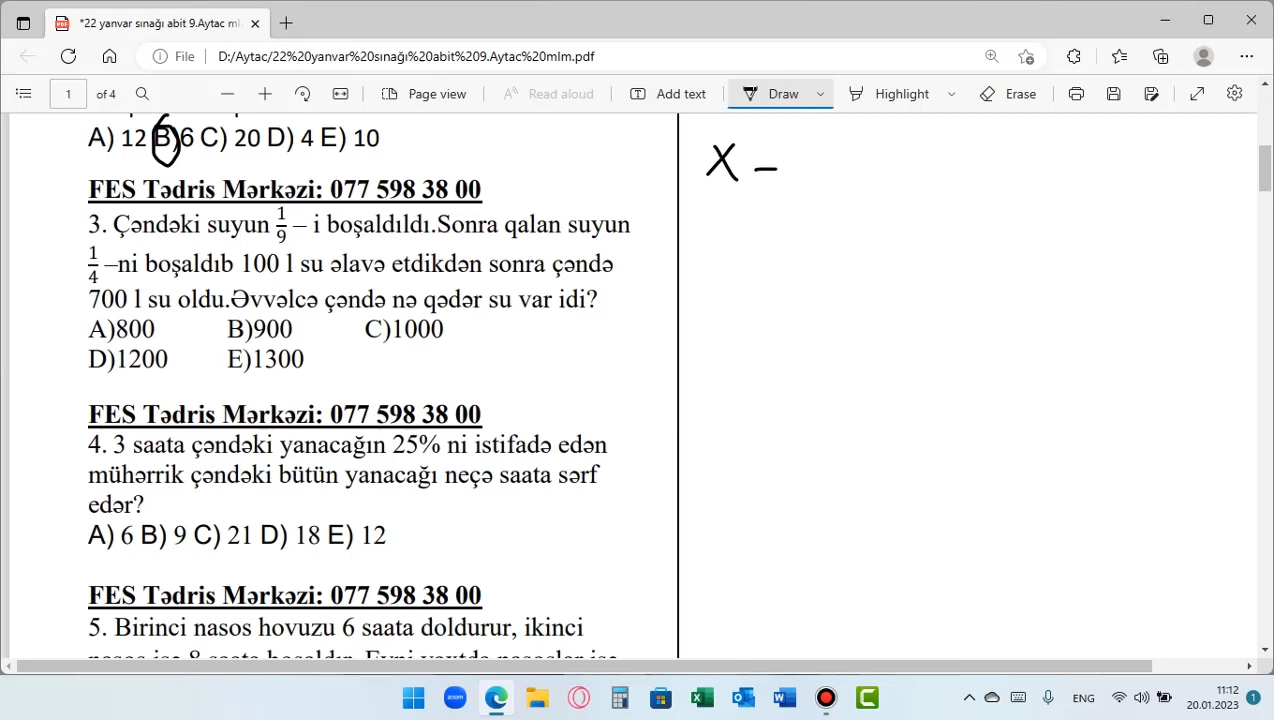 *22 yanvar sınağı abit 9.Aytac ml
File
D:/Aytac/22%20yanvar%20sınağı%20abit%209.Aytac%20mlm.pdf
1 of 4
Page view
Read aloud
Add text
Draw
Highlight
Erase
A) 12 B) 6 C) 20 D) 4 E) 10
X –
FES Tədris Mərkəzi: 077 598 38 00
3. Çəndəki suyun 1/9 – i boşaldıldı.Sonra qalan suyun
1/4 –ni boşaldıb 100 l su əlavə etdikdən sonra çəndə
700 l su oldu.Əvvəlcə çəndə nə qədər su var idi?
A)800 B)900 C)1000
D)1200 E)1300
FES Tədris Mərkəzi: 077 598 38 00
4. 3 saata çəndəki yanacağın 25% ni istifadə edən
mühərrik çəndəki bütün yanacağı neçə saata sərf
edər?
A) 6 B) 9 C) 21 D) 18 E) 12
FES Tədris Mərkəzi: 077 598 38 00
5. Birinci nasos hovuzu 6 saata doldurur, ikinci
zoom
ENG
11:12
20.01.2023
1